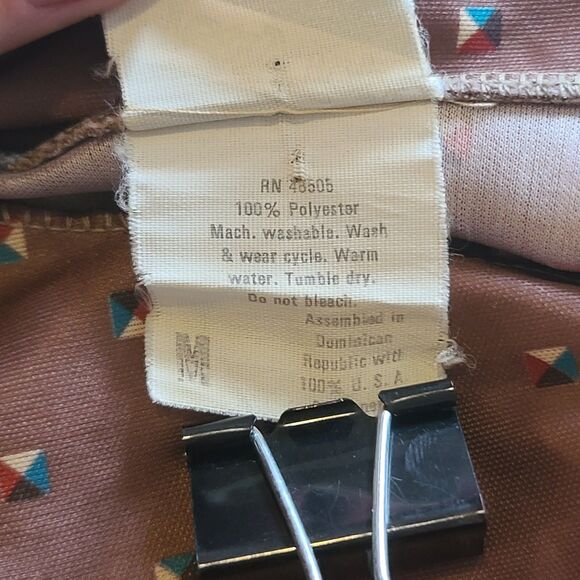 RN 48505
100% Polyester
Mach. washable. Wash
& wear cycle. Warm
water. Tumble dry.
Do not bleach.
Assembled in
Dominican
Republic with
M
100% U. S. A